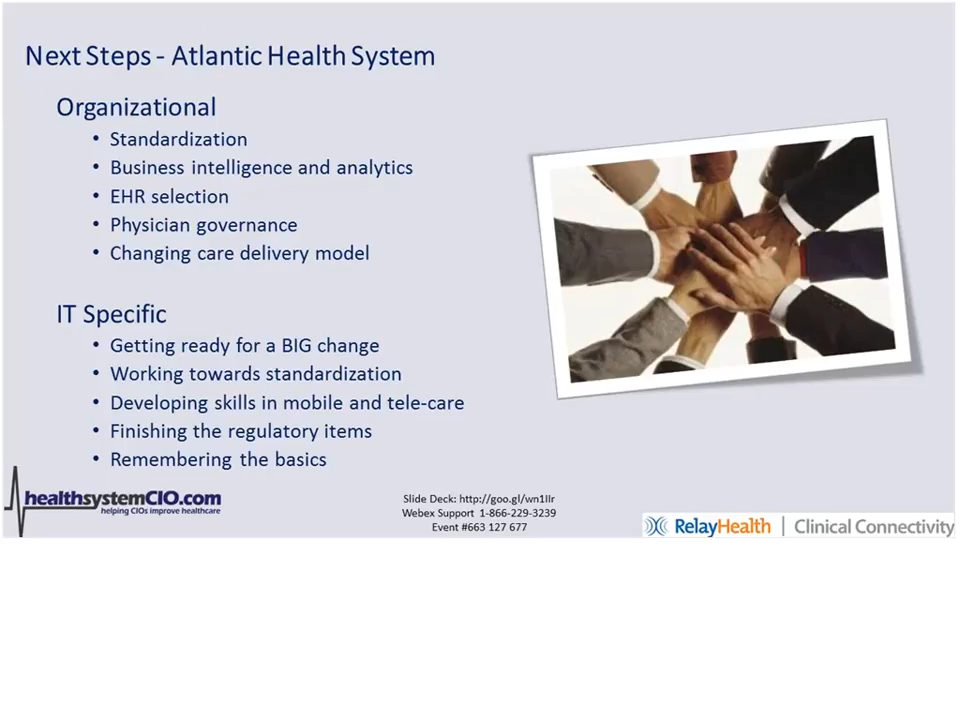 Next Steps - Atlantic Health System
Organizational
• Standardization
• Business intelligence and analytics
• EHR selection
• Physician governance
• Changing care delivery model
IT Specific
• Getting ready for a BIG change
• Working towards standardization
• Developing skills in mobile and tele-care
• Finishing the regulatory items
• Remembering the basics
healthsystemCIO.com
helping CIOs improve healthcare
Slide Deck: http://goo.gl/wn1lIr
Webex Support 1-866-229-3239
Event #663 127 677
RelayHealth | Clinical Connectivity